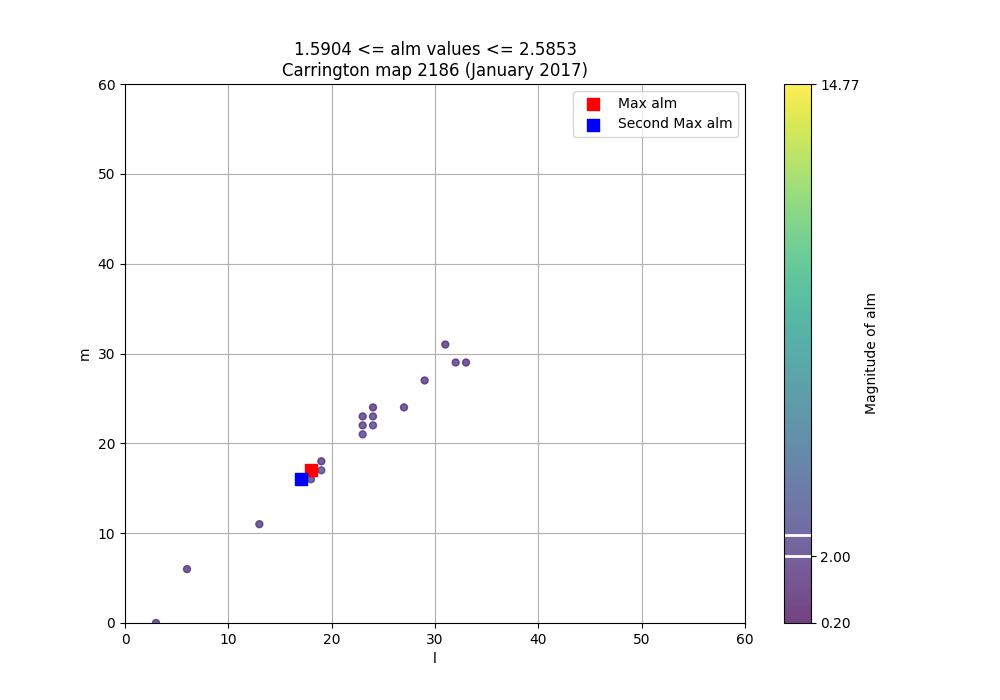 1.5904 <= alm values <= 2.5853
Carrington map 2186 (January 2017)
Max alm
Second Max alm
60
50
40
30
20
10
0
m
0 10 20 30 40 50 60
l
14.77
2.00
0.20
Magnitude of alm